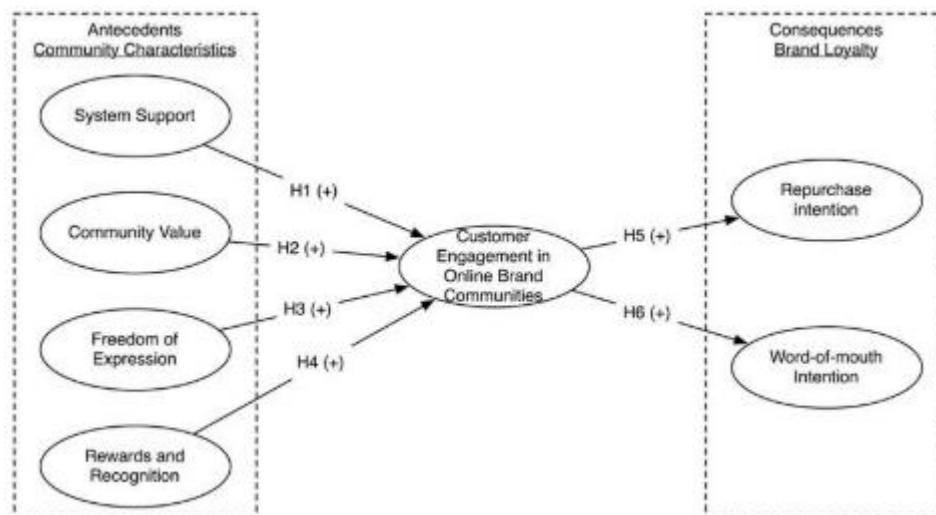 Antecedents
Community Characteristics
System Support
Community Value
Freedom of
Expression
Rewards and
Recognition
H1 (+)
H2 (+)
H3 (+)
H4 (+)
Customer
Engagement in
Online Brand
Communities
H5 (+)
H6 (+)
Consequences
Brand Loyalty
Repurchase
intention
Word-of-mouth
Intention